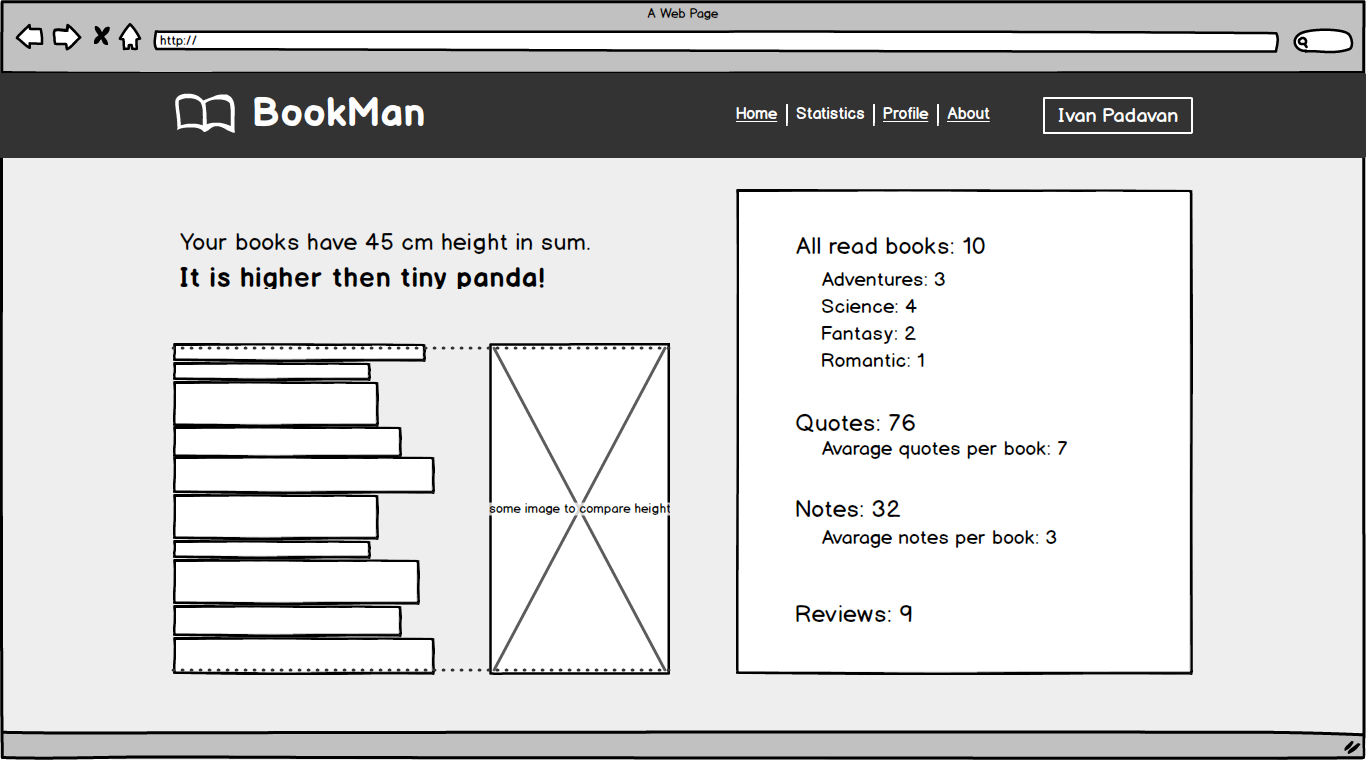 A Web Page
http://
BookMan
Home
Statistics
Profile
About
Ivan Padavan
Your books have 45 cm height in sum.
It is higher then tiny panda!
some image to compare height
All read books: 10
Adventures: 3
Science: 4
Fantasy: 2
Romantic: 1
Quotes: 76
Avarage quotes per book: 7
Notes: 32
Avarage notes per book: 3
Reviews: 9